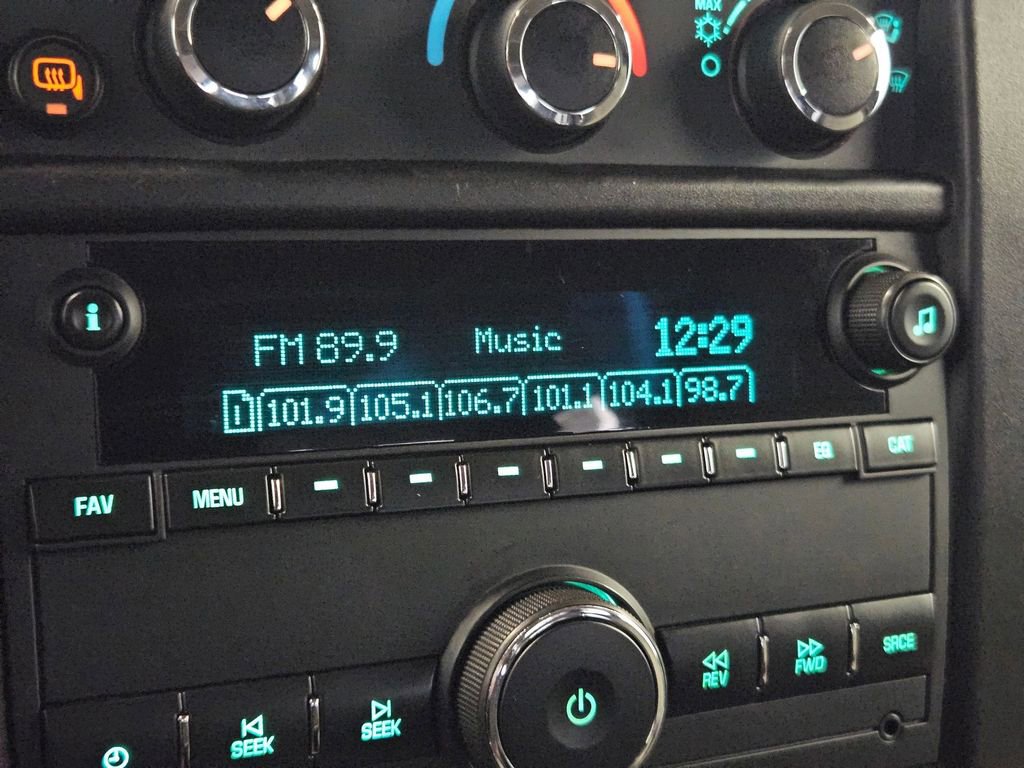 MAX
i
FM 89.9 Music 12:29
1 101.9 105.1 106.7 101.1 104.1 98.7
FAV MENU EQ CAT
REV FWD SRCE
SEEK SEEK